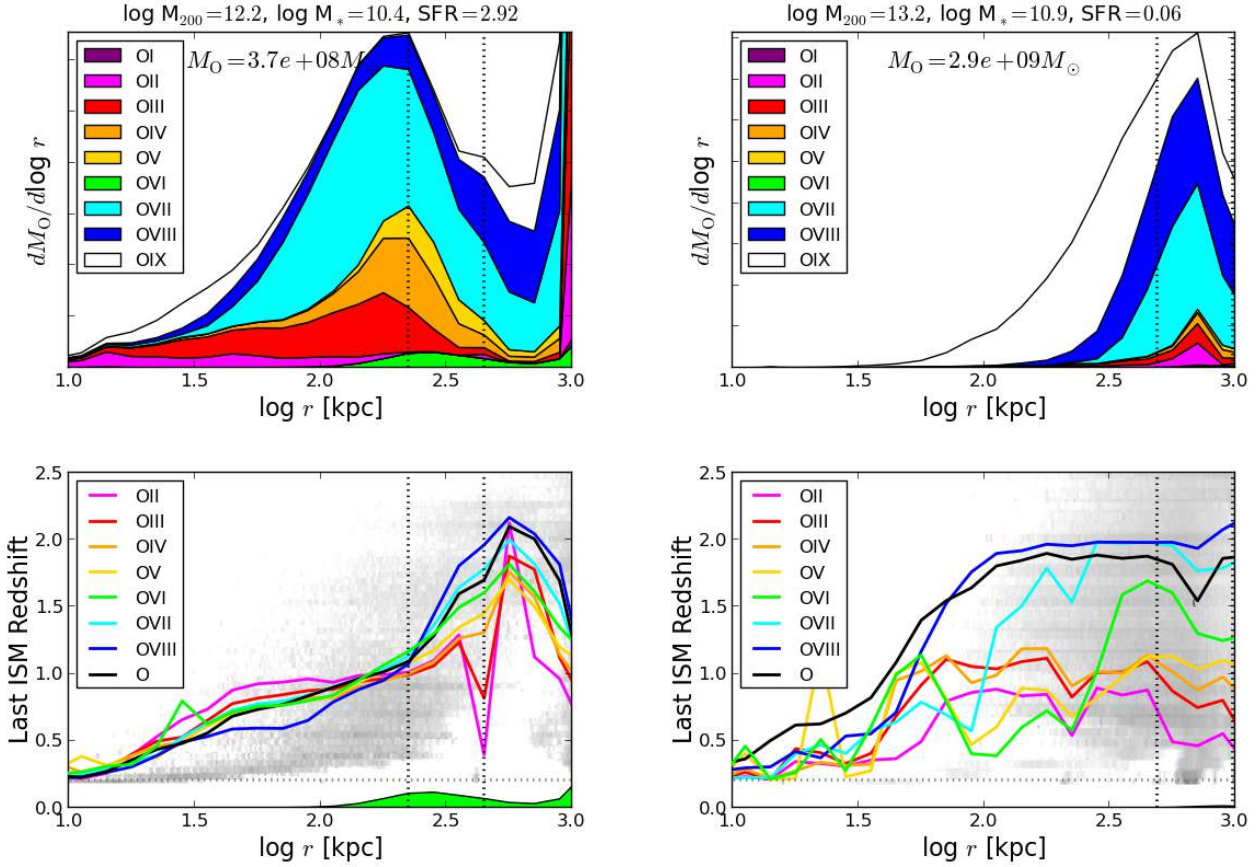 log M₂₀₀=12.2, log M*=10.4, SFR=2.92
M_O=3.7e+08M
OI
OII
OIII
OIV
OV
OVI
OVII
OVIII
OIX
dM_O/dlog r
1.0 1.5 2.0 2.5 3.0
log r [kpc]
log M₂₀₀=13.2, log M*=10.9, SFR=0.06
M_O=2.9e+09M⊙
OI
OII
OIII
OIV
OV
OVI
OVII
OVIII
OIX
dM_O/dlog r
1.0 1.5 2.0 2.5 3.0
log r [kpc]
2.5
2.0
1.5
1.0
0.5
0.0
Last ISM Redshift
OII
OIII
OIV
OV
OVI
OVII
OVIII
O
1.0 1.5 2.0 2.5 3.0
log r [kpc]
2.5
2.0
1.5
1.0
0.5
0.0
Last ISM Redshift
OII
OIII
OIV
OV
OVI
OVII
OVIII
O
1.0 1.5 2.0 2.5 3.0
log r [kpc]